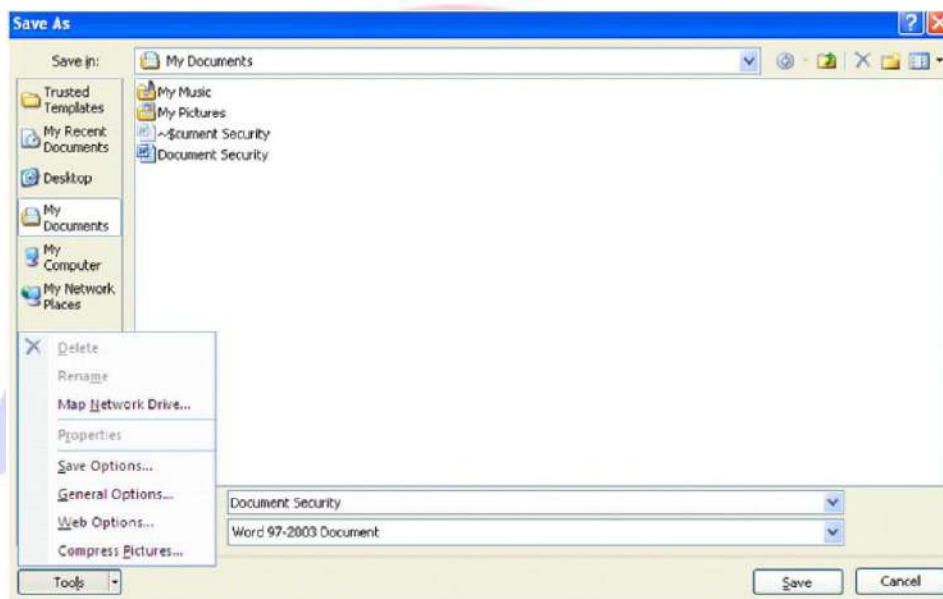 Save As
Save in:
My Documents
Trusted
Templates
My Recent
Documents
Desktop
My
Documents
My
Computer
My Network
Places
My Music
My Pictures
~$cument Security
Document Security
Delete
Rename
Map Network Drive...
Properties
Save Options...
General Options...
Web Options...
Compress Pictures...
Document Security
Word 97-2003 Document
Tools
Save
Cancel